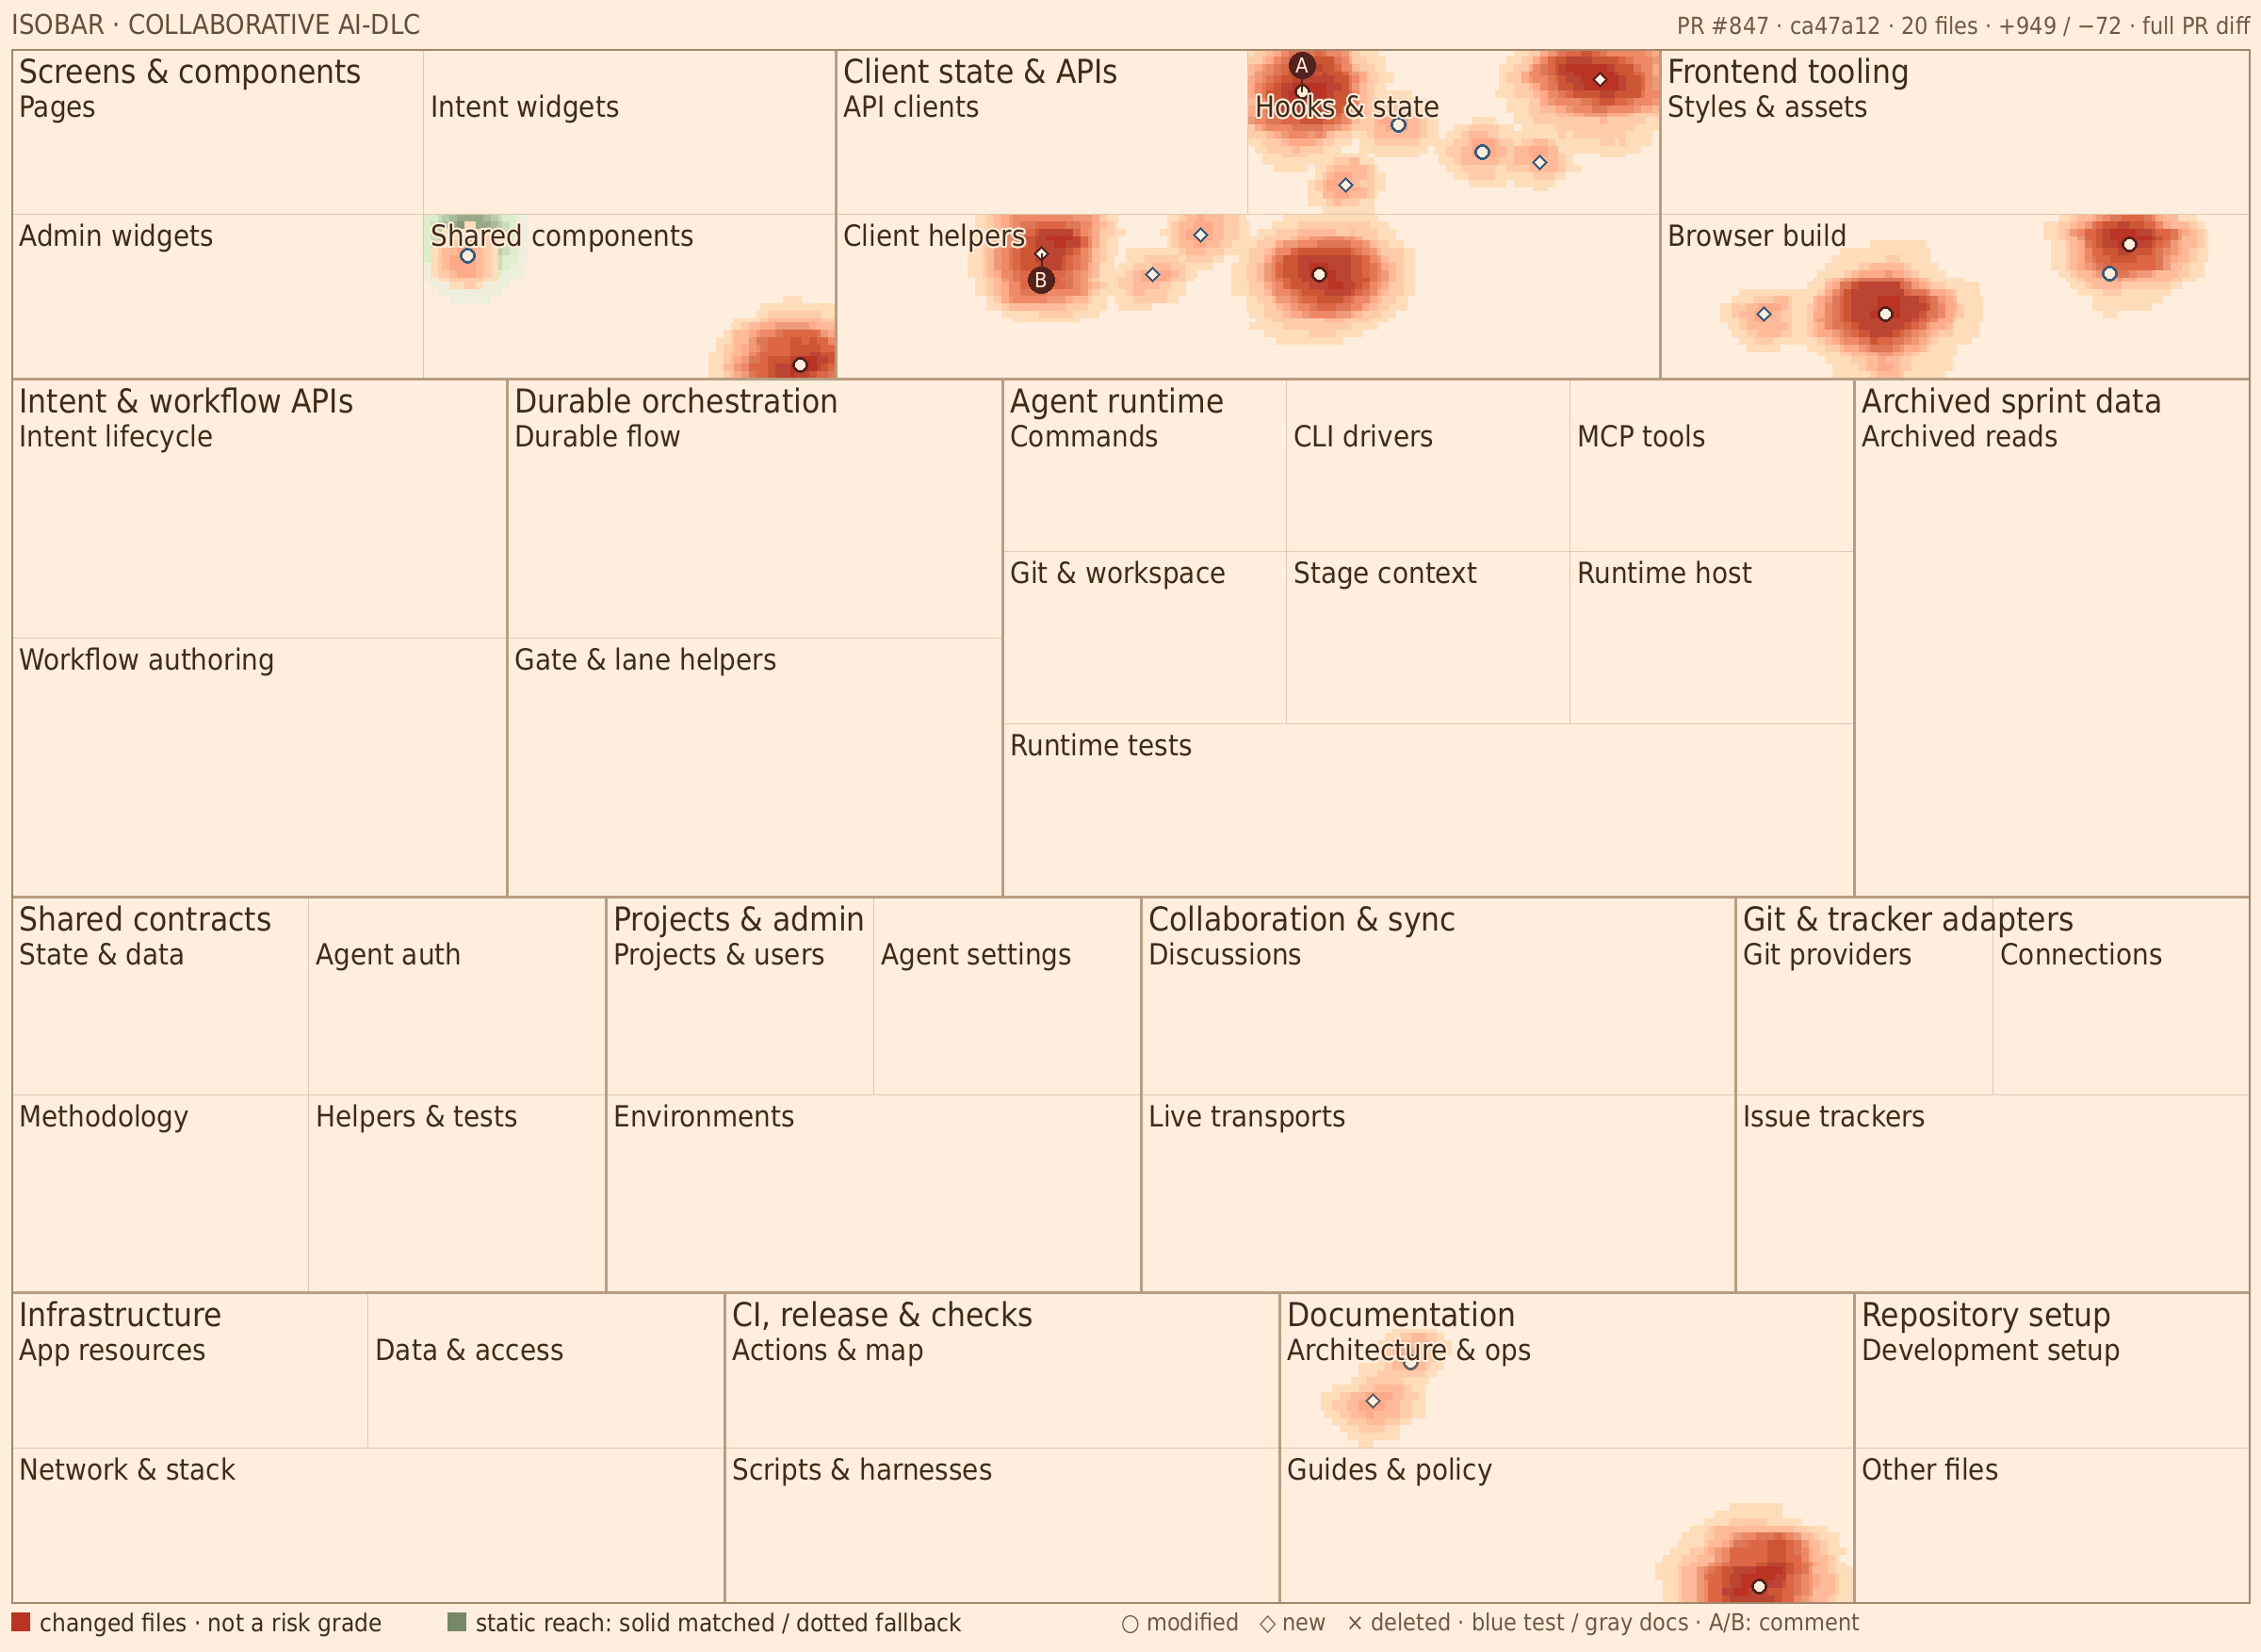 ISOBAR · COLLABORATIVE AI-DLC
PR #847 · ca47a12 · 20 files · +949 / −72 · full PR diff
Screens & components
Pages
Intent widgets
Admin widgets
Shared components
Client state & APIs
API clients
A
Hooks & state
Client helpers
B
Frontend tooling
Styles & assets
Browser build
Intent & workflow APIs
Intent lifecycle
Workflow authoring
Durable orchestration
Durable flow
Gate & lane helpers
Agent runtime
Commands
CLI drivers
MCP tools
Git & workspace
Stage context
Runtime host
Runtime tests
Archived sprint data
Archived reads
Shared contracts
State & data
Agent auth
Methodology
Helpers & tests
Projects & admin
Projects & users
Agent settings
Environments
Collaboration & sync
Discussions
Live transports
Git & tracker adapters
Git providers
Connections
Issue trackers
Infrastructure
App resources
Data & access
Network & stack
CI, release & checks
Actions & map
Scripts & harnesses
Documentation
Architecture & ops
Guides & policy
Repository setup
Development setup
Other files
changed files · not a risk grade
static reach: solid matched / dotted fallback
○ modified ◇ new × deleted · blue test / gray docs · A/B: comment